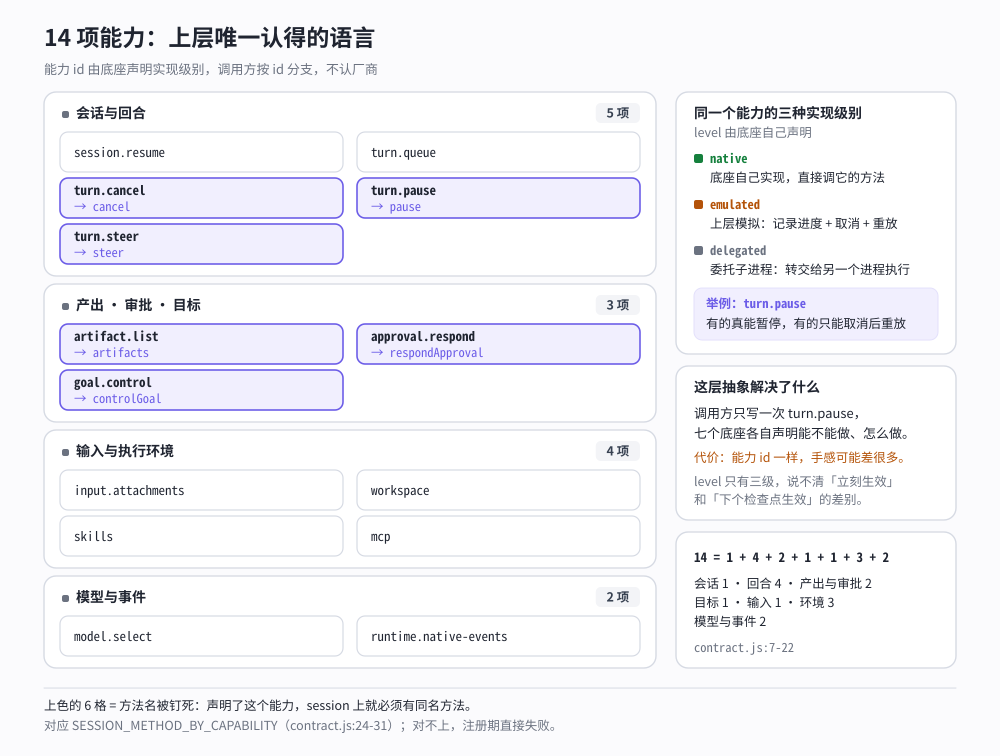 14 项能力：上层唯一认得的语言
能力 id 由底座声明实现级别，调用方按 id 分支，不认厂商
会话与回合
5 项
session.resume
turn.queue
turn.cancel
→ cancel
turn.pause
→ pause
turn.steer
→ steer
产出 · 审批 · 目标
3 项
artifact.list
→ artifacts
approval.respond
→ respondApproval
goal.control
→ controlGoal
输入与执行环境
4 项
input.attachments
workspace
skills
mcp
模型与事件
2 项
model.select
runtime.native-events
同一个能力的三种实现级别
level 由底座自己声明
native
底座自己实现，直接调它的方法
emulated
上层模拟：记录进度 + 取消 + 重放
delegated
委托子进程：转交给另一个进程执行
举例：turn.pause
有的真能暂停，有的只能取消后重放
这层抽象解决了什么
调用方只写一次 turn.pause，
七个底座各自声明能不能做、怎么做。
代价：能力 id 一样，手感可能差很多。
level 只有三级，说不清「立刻生效」
和「下个检查点生效」的差别。
14 = 1 + 4 + 2 + 1 + 1 + 3 + 2
会话 1 · 回合 4 · 产出与审批 2
目标 1 · 输入 1 · 环境 3
模型与事件 2
contract.js:7-22
上色的 6 格 = 方法名被钉死：声明了这个能力，session 上就必须有同名方法。
对应 SESSION_METHOD_BY_CAPABILITY（contract.js:24-31）；对不上，注册期直接失败。